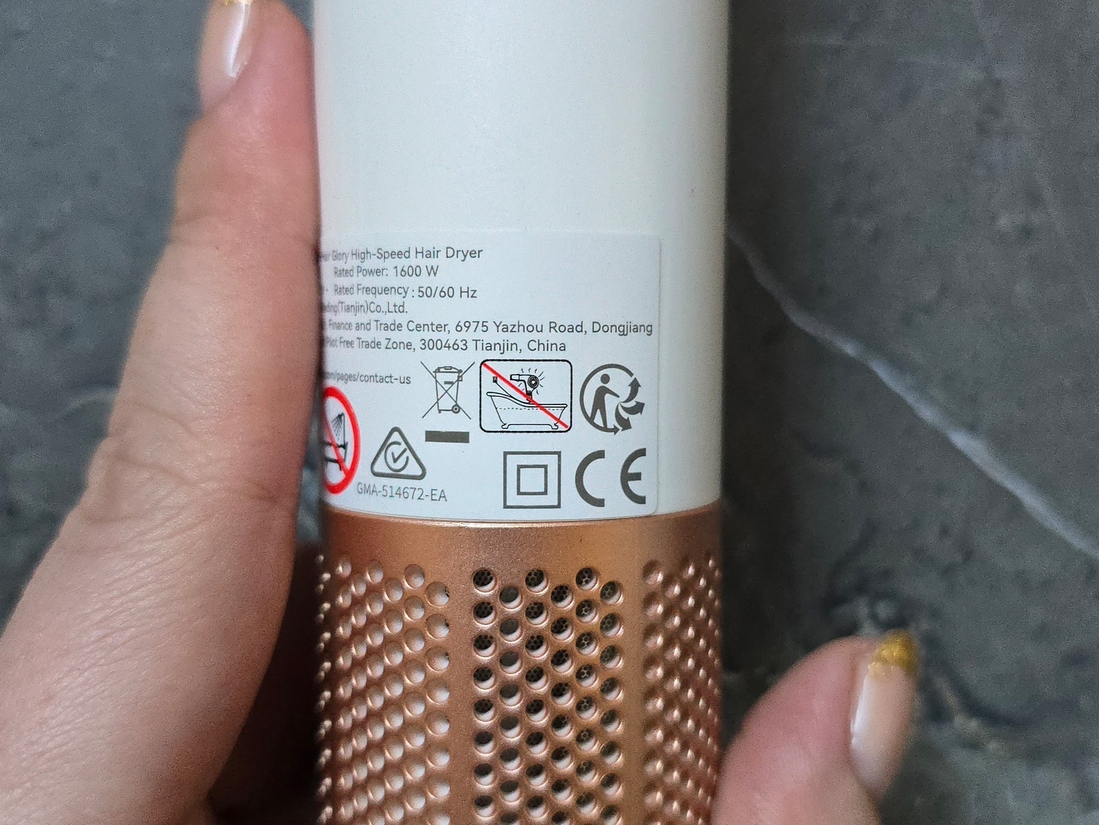 Glory High-Speed Hair Dryer
Rated Power: 1600 W
Rated Frequency: 50/60 Hz
(Tianjin)Co.,Ltd.
Finance and Trade Center, 6975 Yazhou Road, Dongjiang
Free Trade Zone, 300463 Tianjin, China
/pages/contact-us
GMA-514672-EA
CE